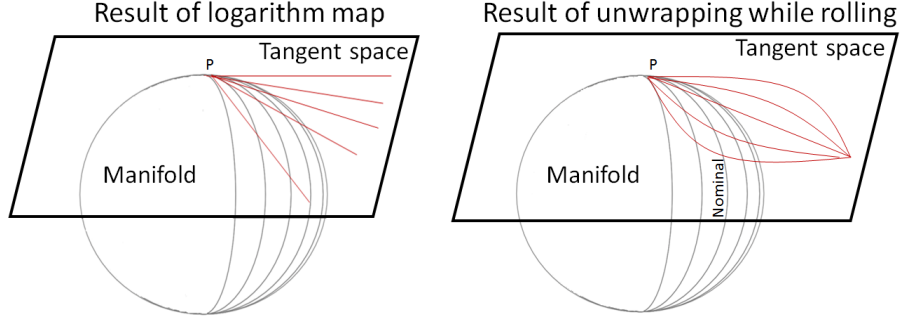 Result of logarithm map
Tangent space
P
Manifold
Result of unwrapping while rolling
Tangent space
P
Manifold
Nominal